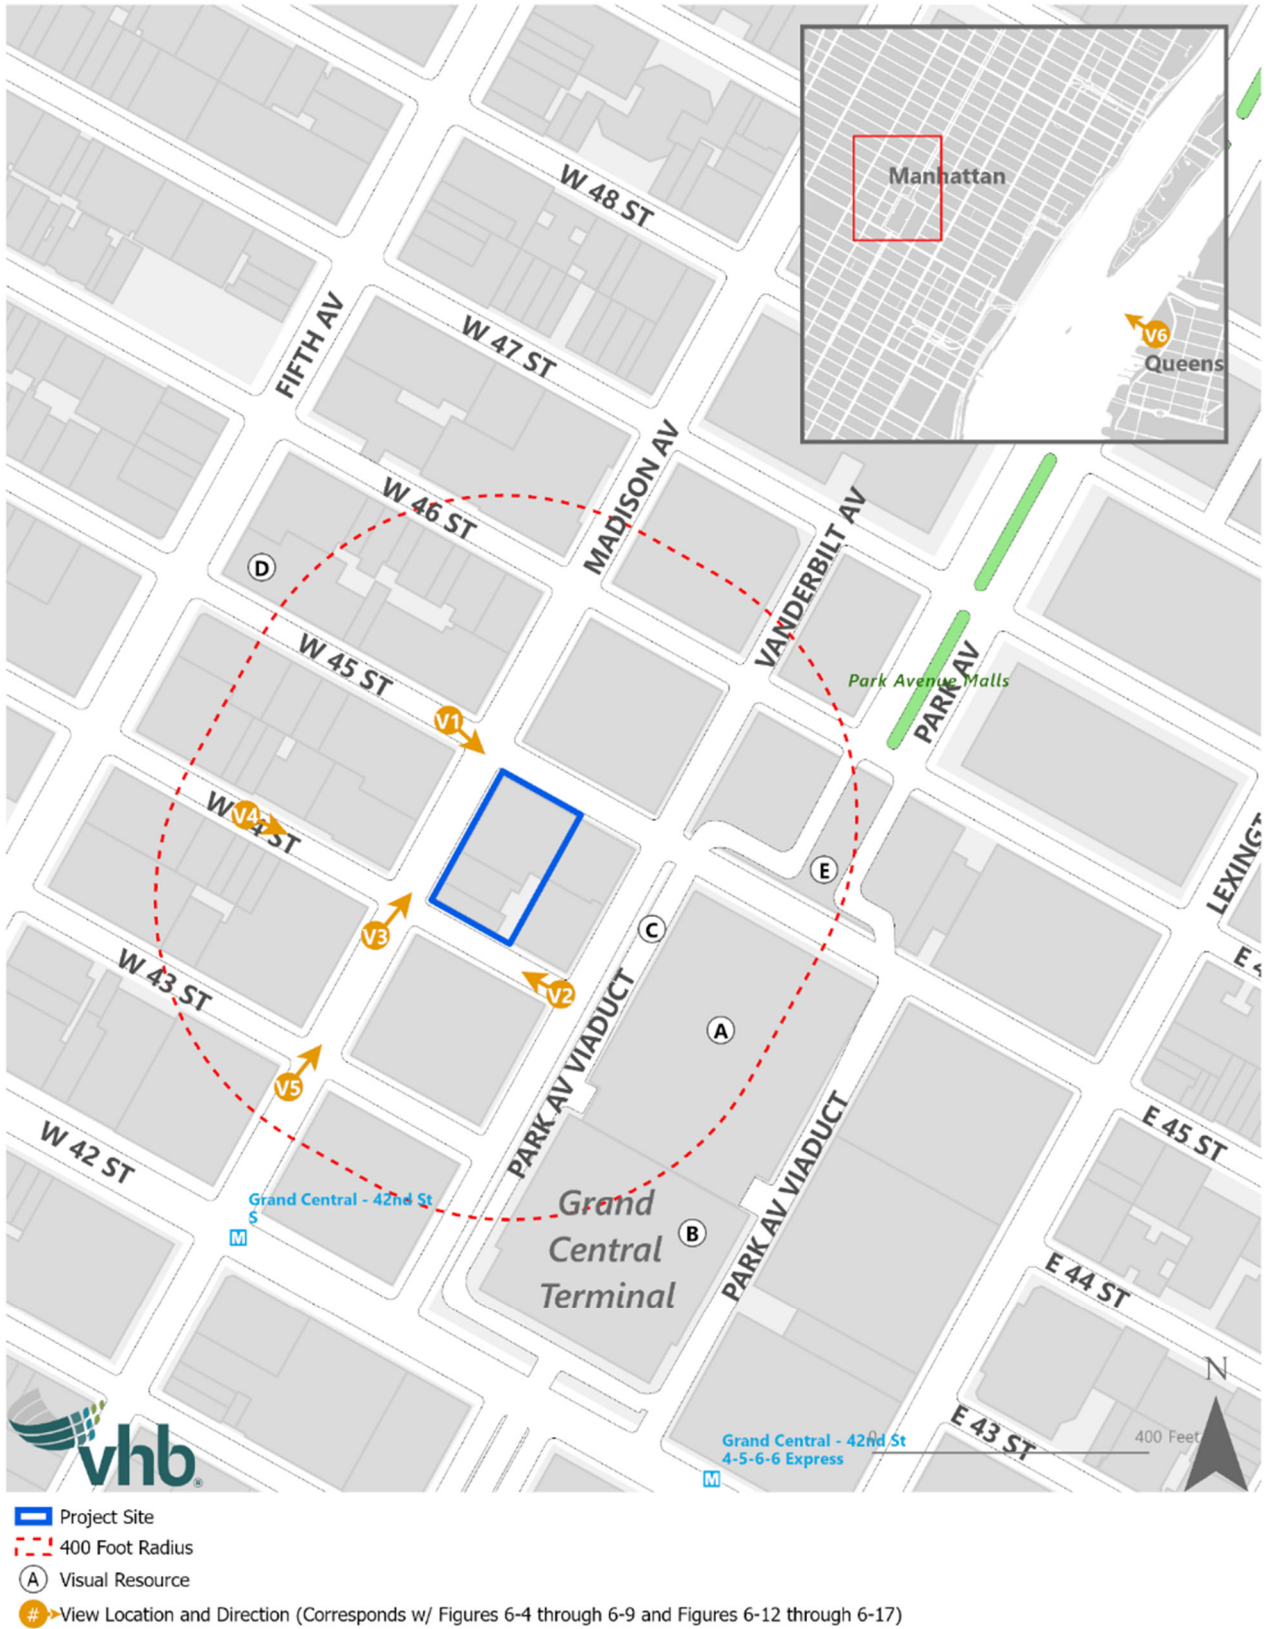 W 48 ST
Manhattan
V6
Queens
FIFTH AV
W 47 ST
MADISON AV
W 46 ST
VANDERBILT AV
D
W 45 ST
Park Avenue Malls
PARK AV
V1
V4
ST
LEXINGT
E
V3
C
E 4
W 43 ST
V2
A
PARK AV VIADUCT
V5
PARK AV VIADUCT
W 42 ST
E 45 ST
Grand Central - 42nd St
S
M
Grand
Central
Terminal
B
E 44 ST
N
vhb®
E 43 ST
0
400 Feet
Grand Central - 42nd St
4-5-6-6 Express
M
Project Site
400 Foot Radius
A Visual Resource
# View Location and Direction (Corresponds w/ Figures 6-4 through 6-9 and Figures 6-12 through 6-17)